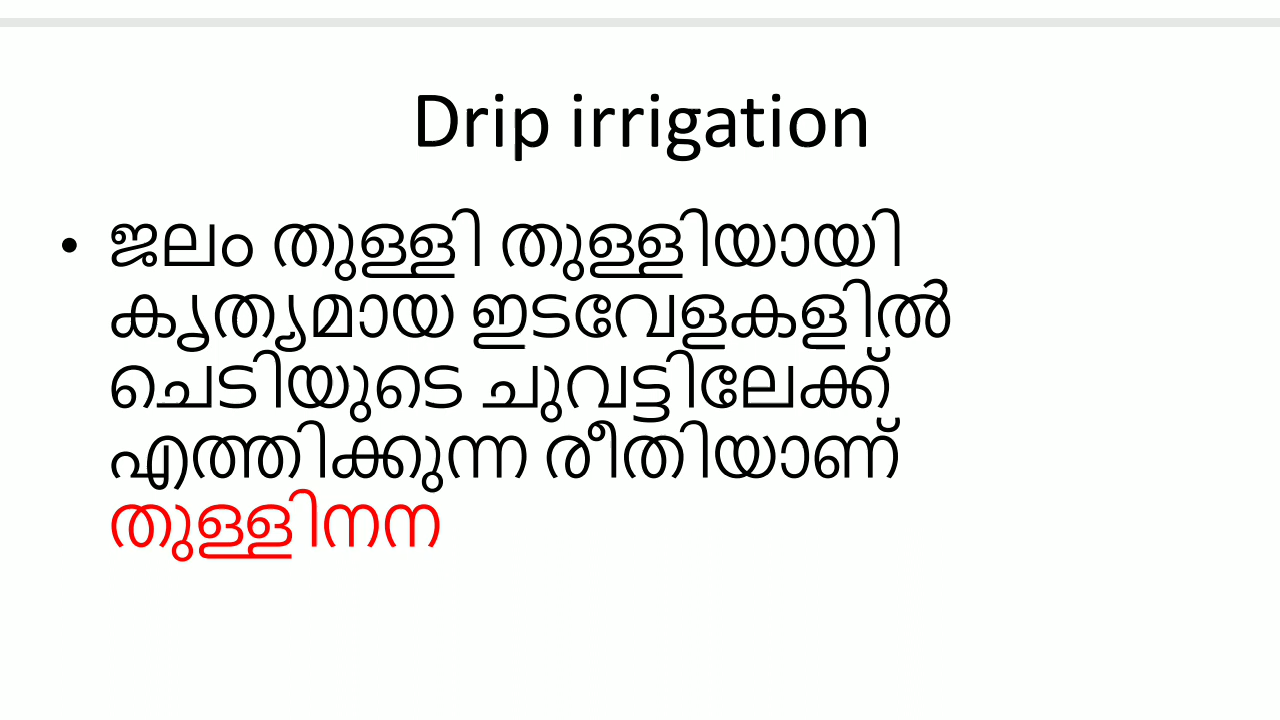 Drip irrigation
• ജലം തുള്ളി തുള്ളിയായി
കൃത്യമായ ഇടവേളകളിൽ
ചെടിയുടെ ചുവട്ടിലേക്ക്
എത്തിക്കുന്ന രീതിയാണ്
തുള്ളിനന